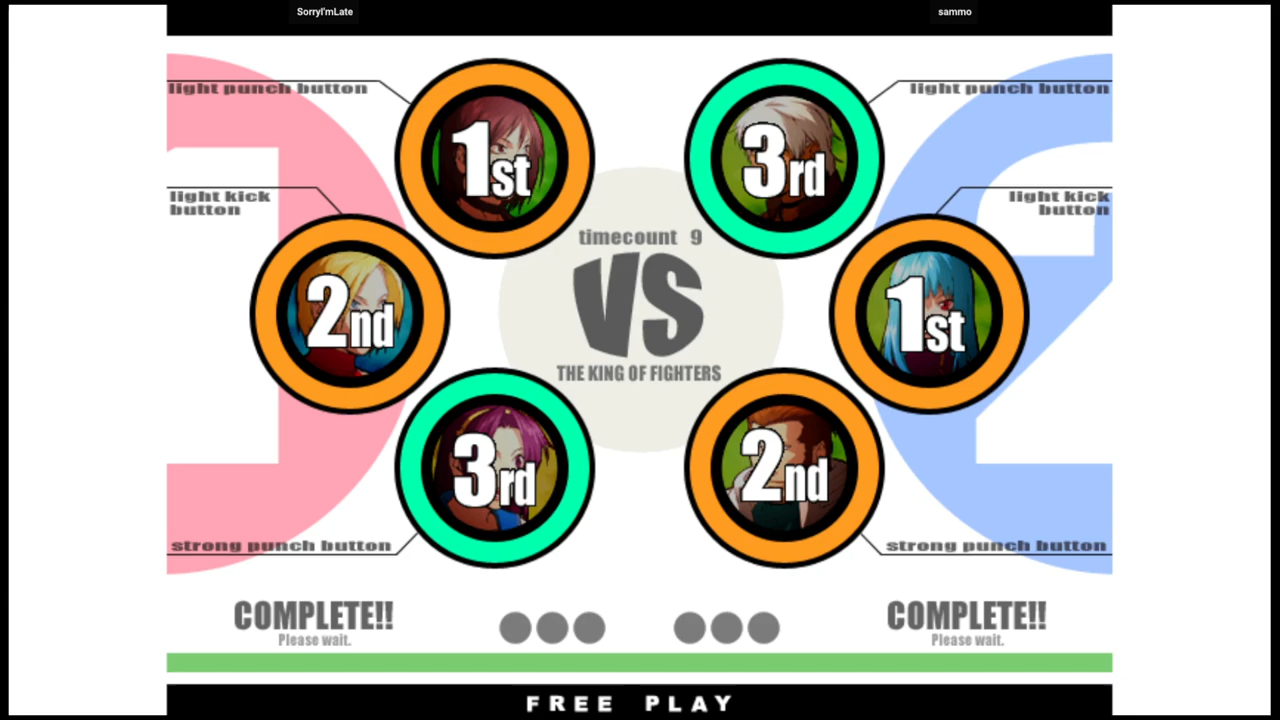 SorryI'mLate
sammo
light punch button
light punch button
1st
3rd
light kick
button
light kick
button
timecount 9
VS
2nd
1st
THE KING OF FIGHTERS
3rd
2nd
strong punch button
strong punch button
COMPLETE!!
Please wait.
COMPLETE!!
Please wait.
FREE PLAY